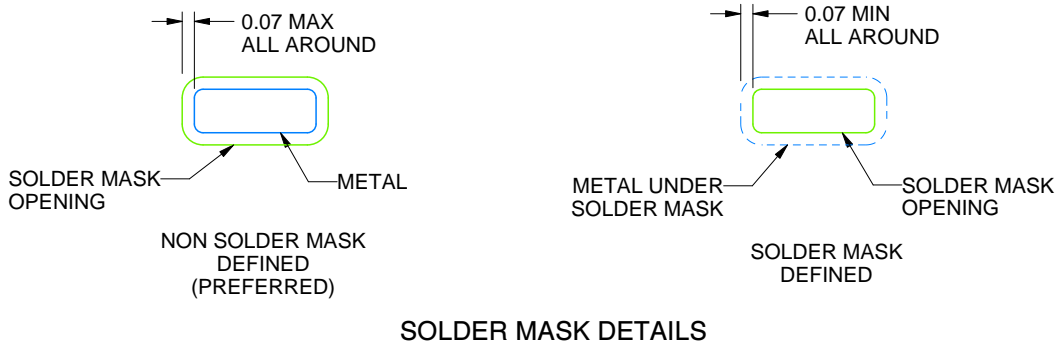 0.07 MAX
ALL AROUND
SOLDER MASK
OPENING
METAL
NON SOLDER MASK
DEFINED
(PREFERRED)
0.07 MIN
ALL AROUND
METAL UNDER
SOLDER MASK
SOLDER MASK
OPENING
SOLDER MASK
DEFINED
SOLDER MASK DETAILS